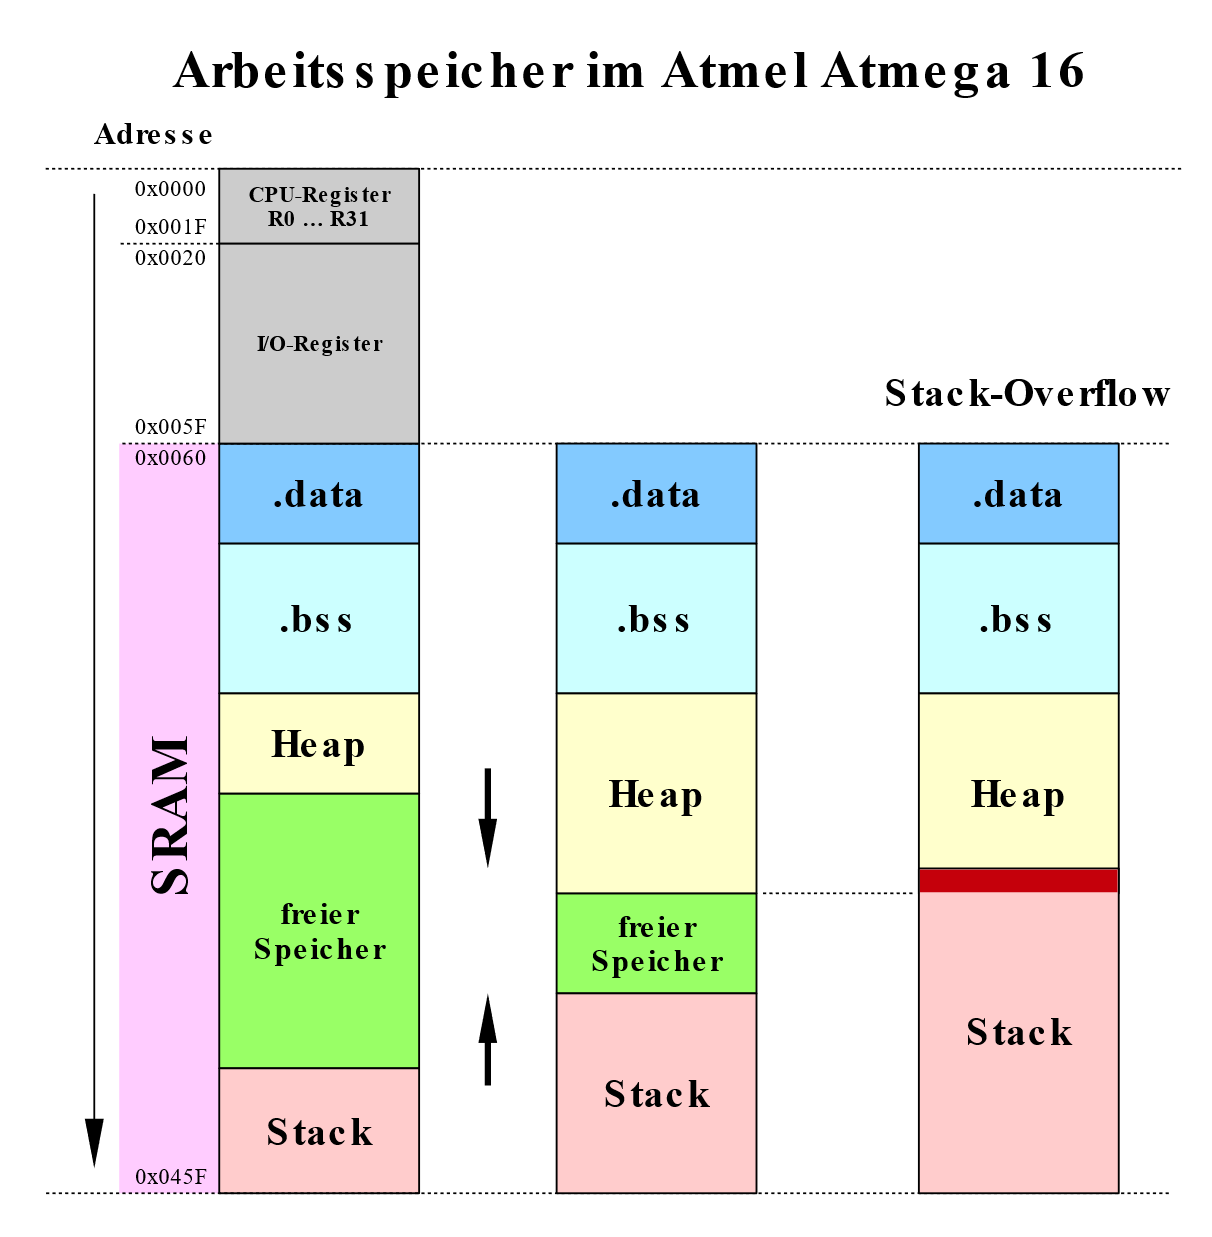 Arbeitsspeicher im Atmel Atmega 16
Adresse
0x0000
CPU-Register
R0 ... R31
0x001F
0x0020
I/O-Register
Stack-Overflow
0x005F
0x0060
.data
.data
.data
.bss
.bss
.bss
SRAM
Heap
Heap
Heap
freier
Speicher
freier
Speicher
Stack
Stack
Stack
0x045F